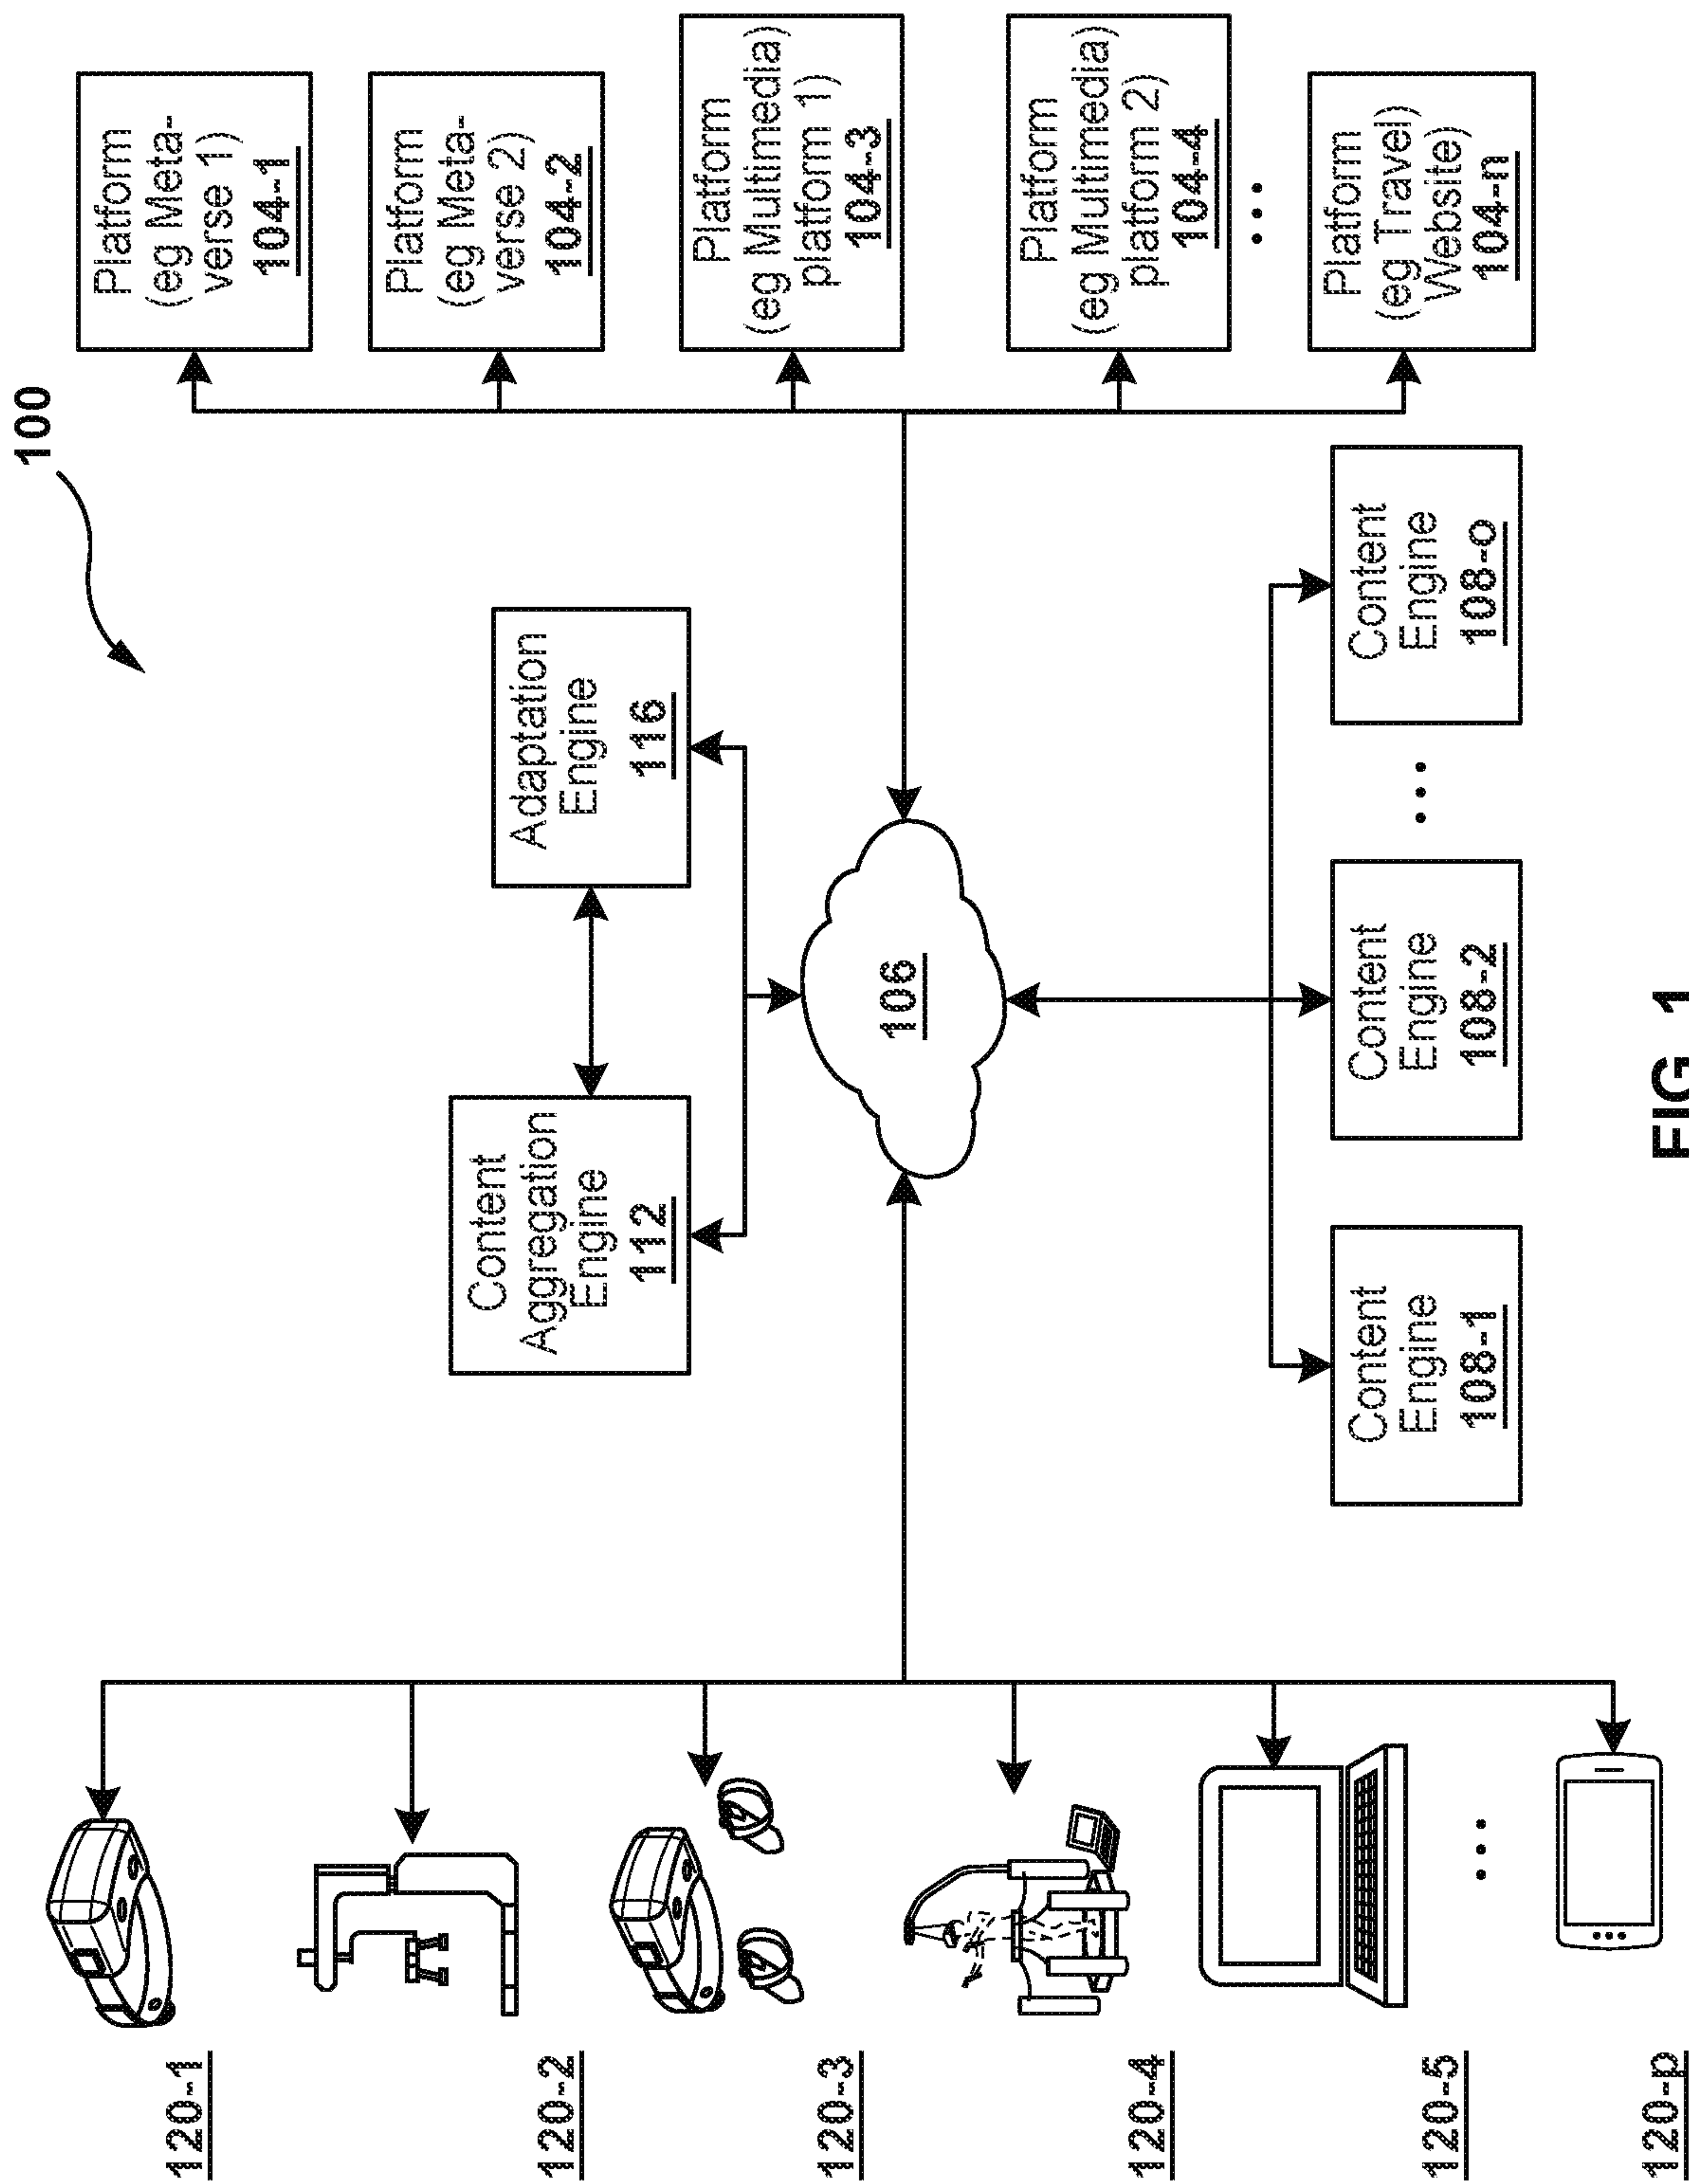 100
Platform
(eg Meta-
verse 1)
104-1
Platform
(eg Meta-
verse 2)
104-2
Platform
(eg Multimedia)
platform 1)
104-3
Platform
(eg Multimedia)
platform 2)
104-4
Platform
(eg Travel)
Website)
104-n
Content
Aggregation
Engine
112
Adaptation
Engine
116
106
Content
Engine
108-1
Content
Engine
108-2
Content
Engine
108-o
120-1
120-2
120-3
120-4
120-5
120-p
FIG. 1